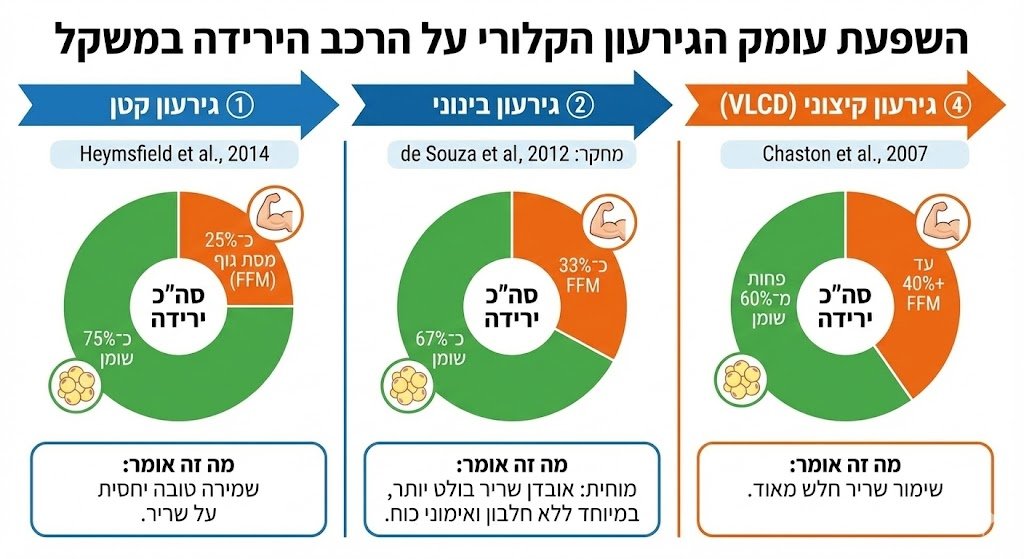 השפעת עומק הגירעון הקלורי על הרכב הירידה במשקל
① גירעון קטן
Heymsfield et al., 2014
כ־25%
מסת גוף
(FFM)
סה"כ
ירידה
כ־75%
שומן
מה זה אומר:
שמירה טובה יחסית
על שריר.
② גירעון בינוני
מחקר: de Souza et al, 2012
כ־33%
FFM
סה"כ
ירידה
כ־67%
שומן
מה זה אומר:
מוחית: אובדן שריר בולט יותר,
במיוחד ללא חלבון ואימוני כוח.
④ גירעון קיצוני (VLCD)
Chaston et al., 2007
עד
40%+
FFM
סה"כ
ירידה
פחות
מ־60%
שומן
מה זה אומר:
שימור שריר חלש מאוד.